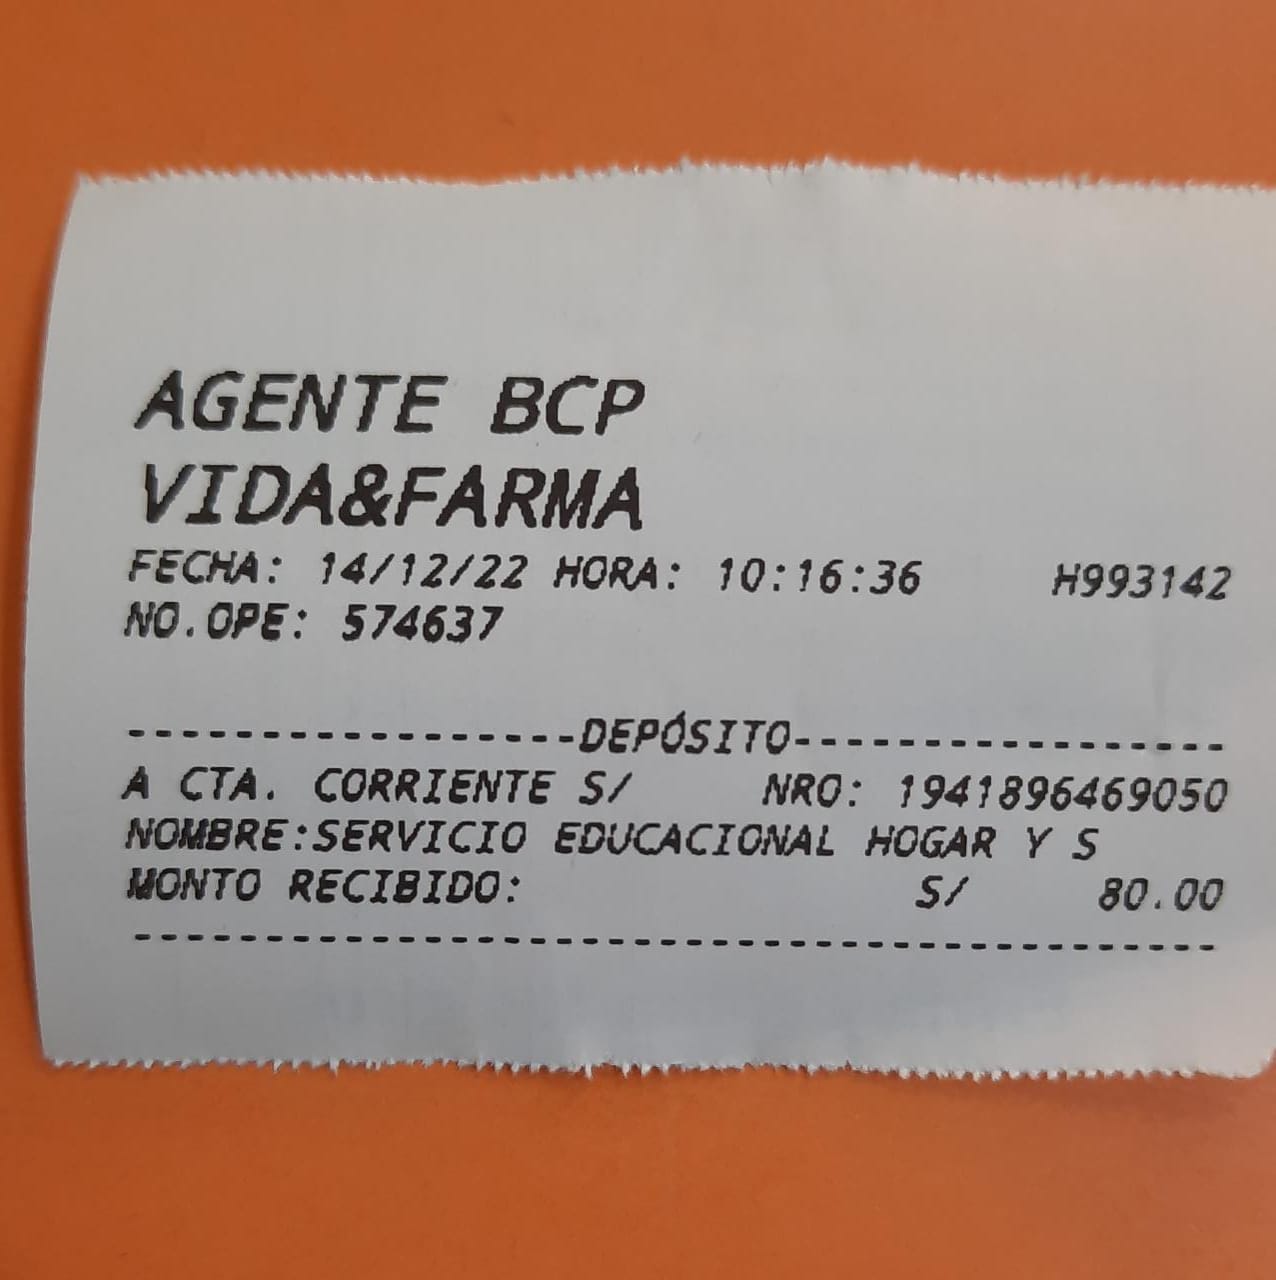 AGENTE BCP
VIDA&FARMA
FECHA: 14/12/22 HORA: 10:16:36 H993142
NO.OPE: 574637
-----------------DEPÓSITO-----------------
A CTA. CORRIENTE S/ NRO: 1941896469050
NOMBRE:SERVICIO EDUCACIONAL HOGAR Y S
MONTO RECIBIDO: S/ 80.00
-----------------------------------------